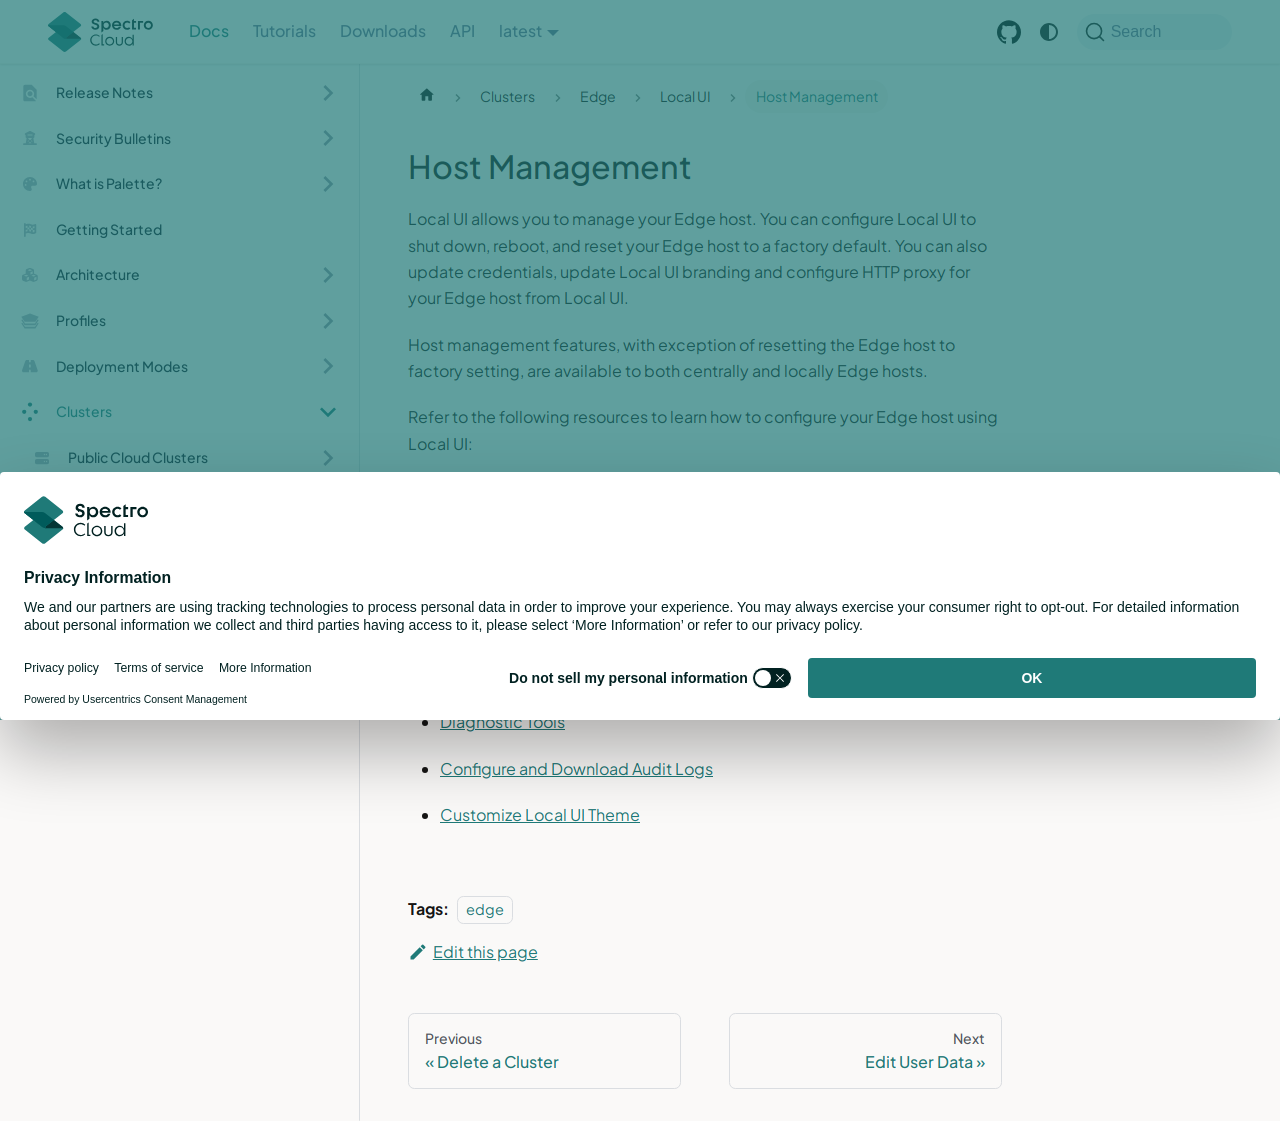 Spectro Cloud
Docs
Tutorials
Downloads
API
latest
Search
Release Notes
Security Bulletins
What is Palette?
Getting Started
Architecture
Profiles
Deployment Modes
Clusters
Public Cloud Clusters
Clusters
Edge
Local UI
Host Management
Host Management
Local UI allows you to manage your Edge host. You can configure Local UI to
shut down, reboot, and reset your Edge host to a factory default. You can also
update credentials, update Local UI branding and configure HTTP proxy for
your Edge host from Local UI.
Host management features, with exception of resetting the Edge host to
factory setting, are available to both centrally and locally Edge hosts.
Refer to the following resources to learn how to configure your Edge host using
Local UI:
Spectro
Cloud
Privacy Information
We and our partners are using tracking technologies to process personal data in order to improve your experience. You may always exercise your consumer right to opt-out. For detailed information
about personal information we collect and third parties having access to it, please select ‘More Information’ or refer to our privacy policy.
Privacy policy
Terms of service
More Information
Do not sell my personal information
OK
Powered by Usercentrics Consent Management
Diagnostic Tools
Configure and Download Audit Logs
Customize Local UI Theme
Tags:
edge
Edit this page
Previous
« Delete a Cluster
Next
Edit User Data »